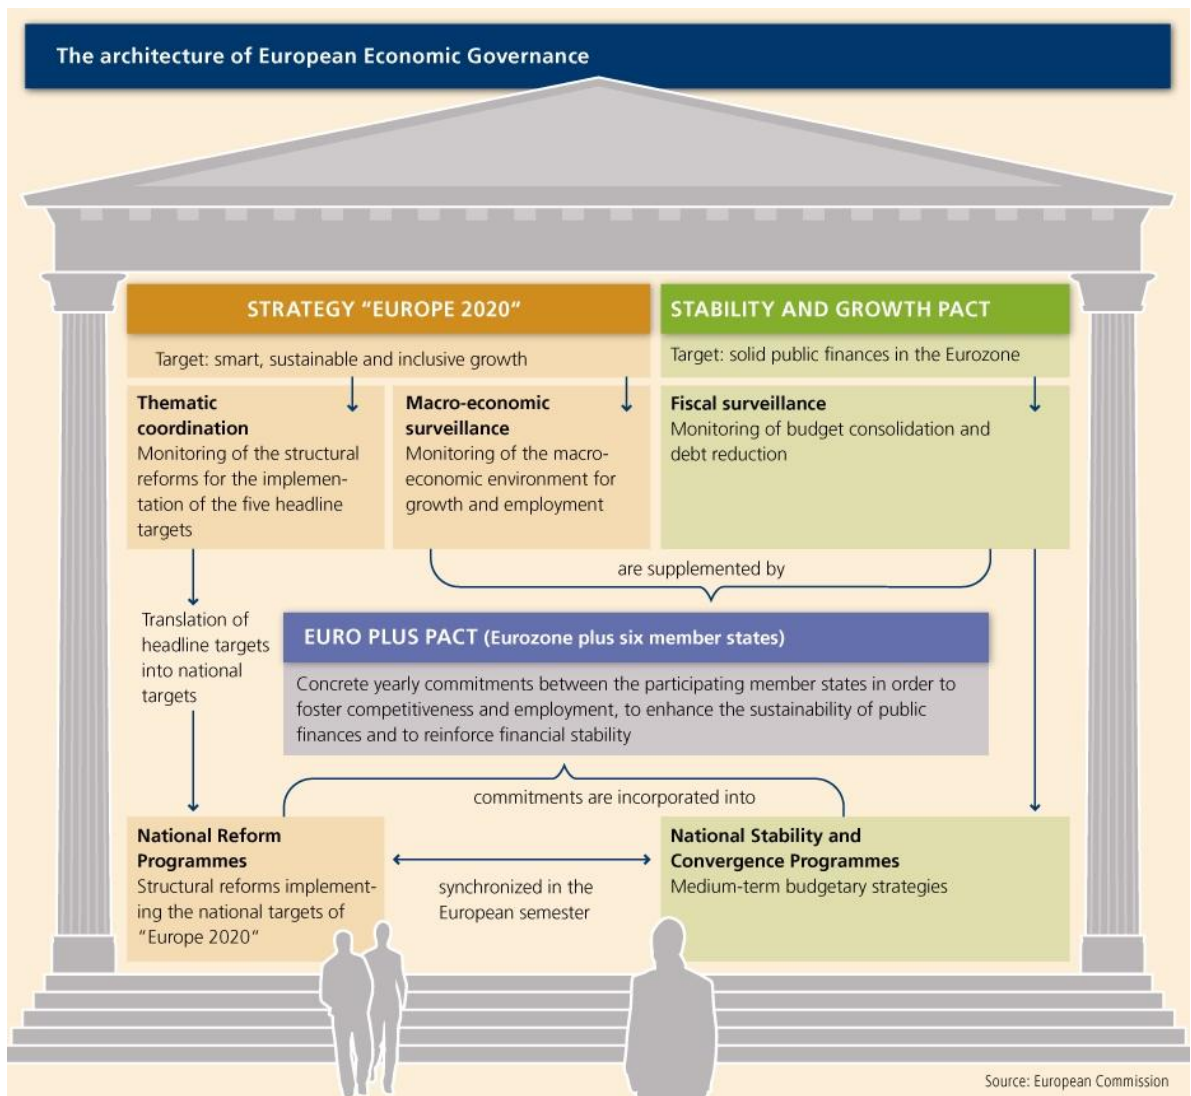 The architecture of European Economic Governance
STRATEGY “EUROPE 2020“
Target: smart, sustainable and inclusive growth
Thematic
coordination
Monitoring of the structural
reforms for the implemen-
tation of the five headline
targets
Macro-economic
surveillance
Monitoring of the macro-
economic environment for
growth and employment
STABILITY AND GROWTH PACT
Target: solid public finances in the Eurozone
Fiscal surveillance
Monitoring of budget consolidation and
debt reduction
are supplemented by
Translation of
headline targets
into national
targets
EURO PLUS PACT (Eurozone plus six member states)
Concrete yearly commitments between the participating member states in order to
foster competitiveness and employment, to enhance the sustainability of public
finances and to reinforce financial stability
commitments are incorporated into
National Reform
Programmes
Structural reforms implement-
ing the national targets of
“Europe 2020”
synchronized in the
European semester
National Stability and
Convergence Programmes
Medium-term budgetary strategies
Source: European Commission